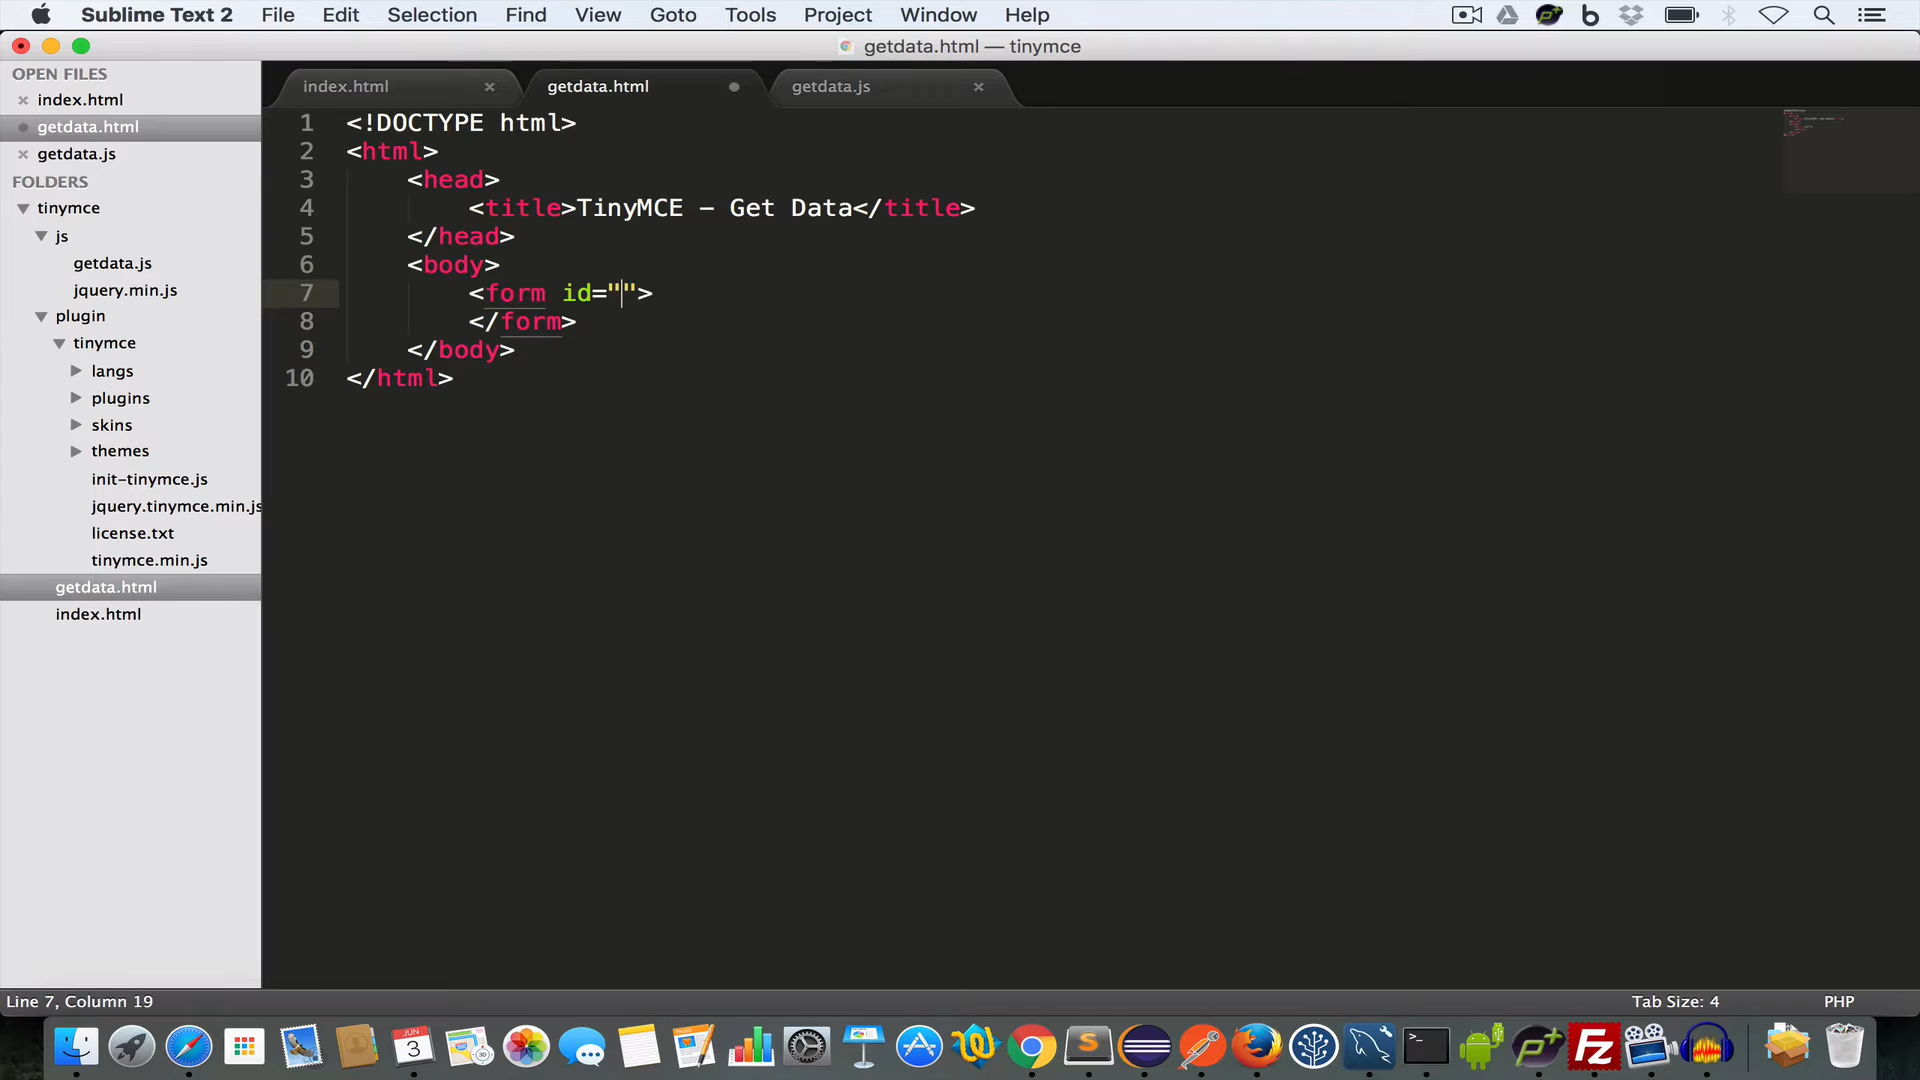 Sublime Text 2 File Edit Selection Find View Goto Tools Project Window Help
getdata.html — tinymce
OPEN FILES
index.html
getdata.html
getdata.js
FOLDERS
tinymce
js
getdata.js
jquery.min.js
plugin
tinymce
langs
plugins
skins
themes
init-tinymce.js
jquery.tinymce.min.js
license.txt
tinymce.min.js
getdata.html
index.html
index.html getdata.html getdata.js
1 <!DOCTYPE html>
2 <html>
3 <head>
4 <title>TinyMCE - Get Data</title>
5 </head>
6 <body>
7 <form id="">
8 </form>
9 </body>
10 </html>
Line 7, Column 19 Tab Size: 4 PHP
JUN
3